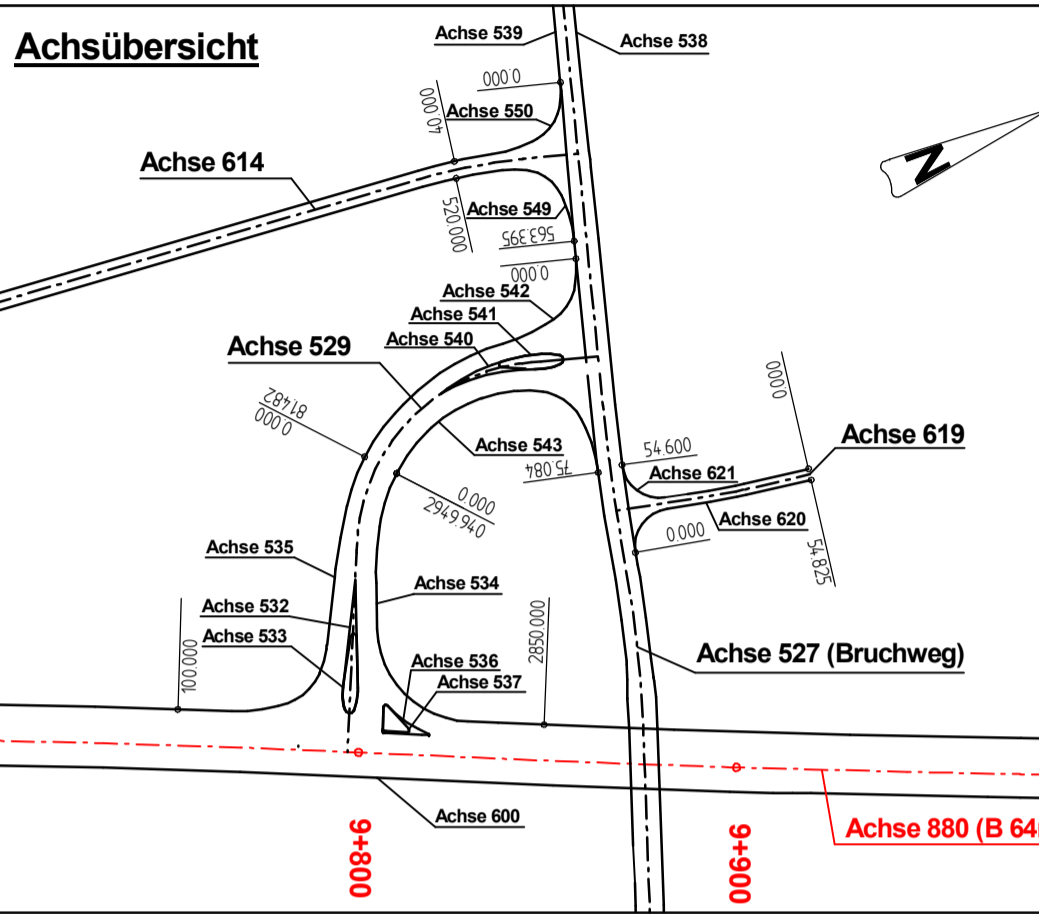 Achsübersicht
Achse 539
Achse 538
0.000
40.000
Achse 550
Achse 614
N
520.000
Achse 549
563.395
0.000
Achse 542
Achse 541
Achse 540
Achse 529
81.482
0.000
0.000
Achse 543
75.084
54.600
Achse 619
Achse 621
0.000
2946.940
Achse 620
0.000
54.825
Achse 535
Achse 534
Achse 532
Achse 533
100.000
2850.000
Achse 536
Achse 537
Achse 527 (Bruchweg)
Achse 600
9+800
9+900
Achse 880 (B 64